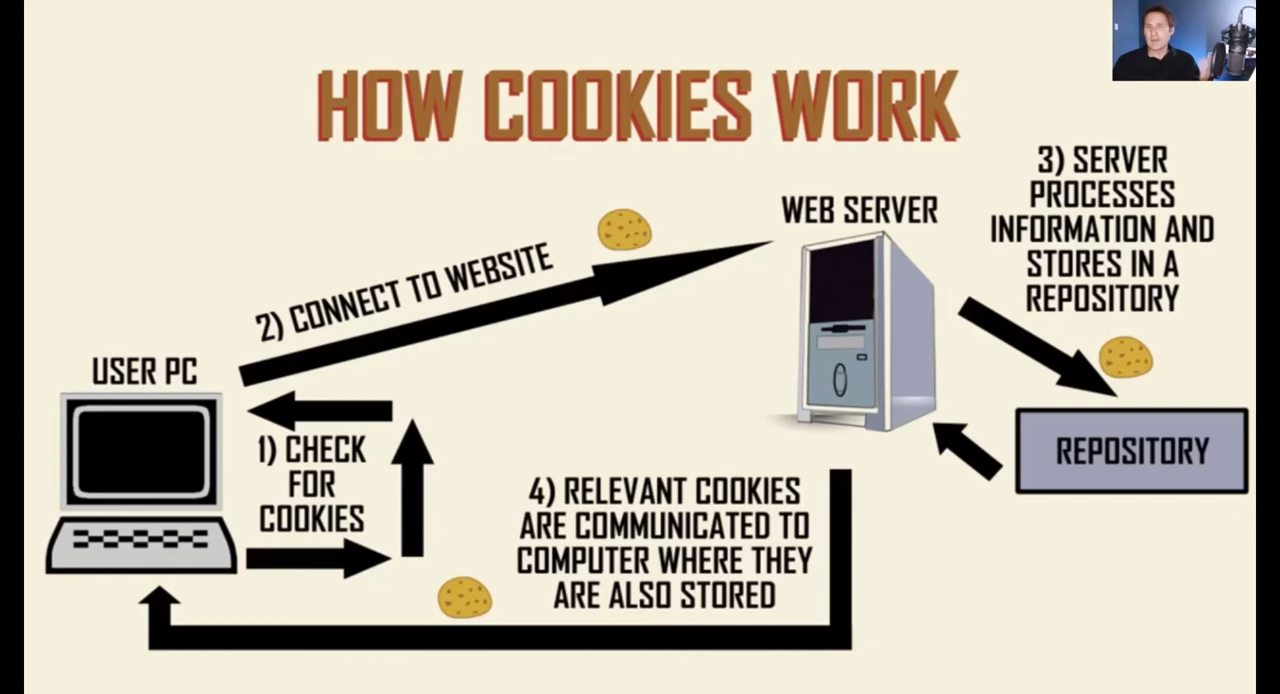 HOW COOKIES WORK
WEB SERVER
3) SERVER
PROCESSES
INFORMATION AND
STORES IN A
REPOSITORY
2) CONNECT TO WEBSITE
USER PC
1) CHECK
FOR
COOKIES
REPOSITORY
4) RELEVANT COOKIES
ARE COMMUNICATED TO
COMPUTER WHERE THEY
ARE ALSO STORED